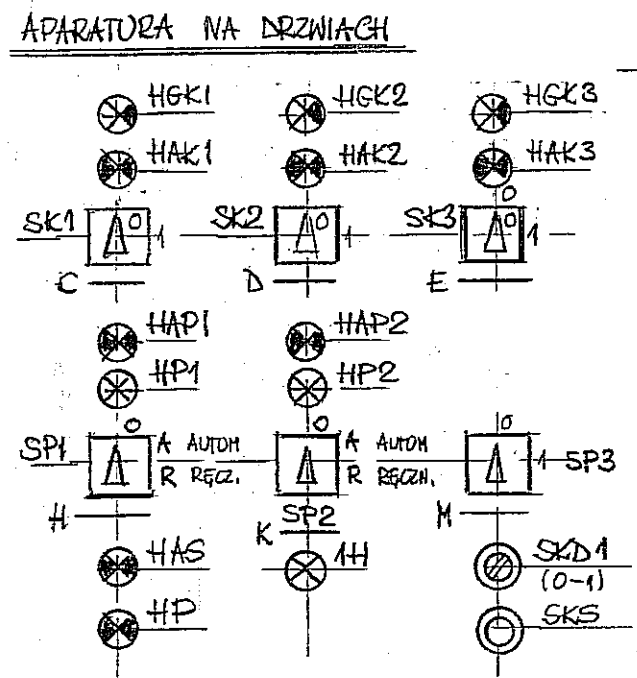 APARATURA NA DRZWIACH
HGK1 HGK2 HGK3
HAK1 HAK2 HAK3
0
SK1 0 1 SK2 0 1 SK3 0 1
C D E
HAP1 HAP2
HP1 HP2
0 0 0
SP1 A AUTOM A AUTOM 1 SP3
R RĘCZ. R RĘCZN.
H K SP2 M
HAS 1H SKD1
(0-1)
HP SKS